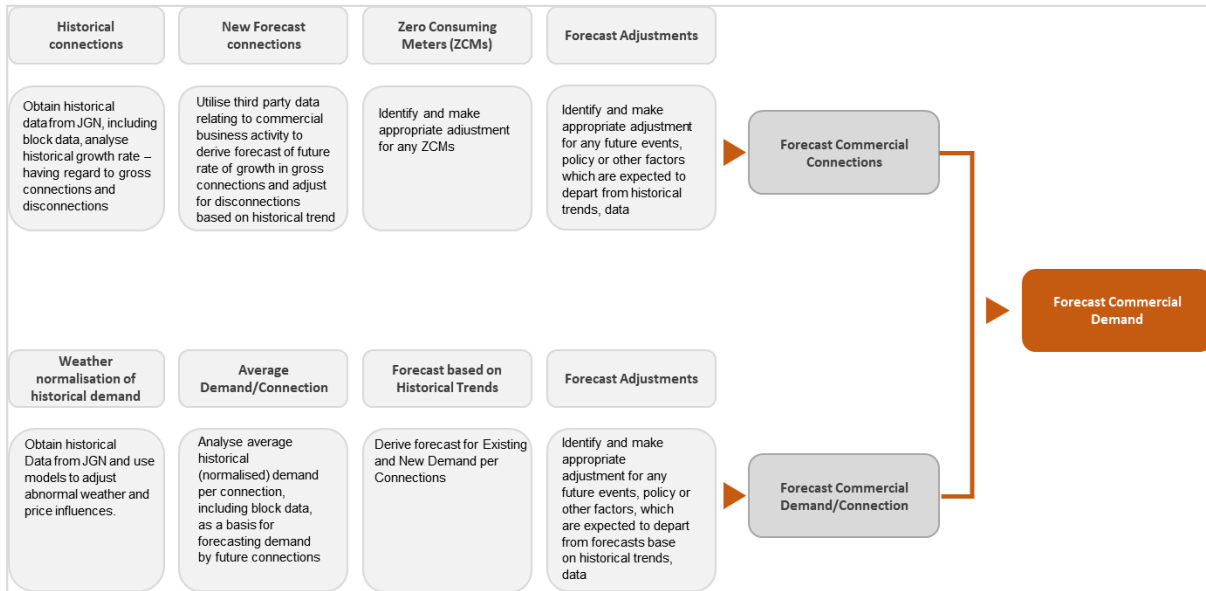 Historical
connections
New Forecast
connections
Zero Consuming
Meters (ZCMs)
Forecast Adjustments
Obtain historical
data from JGN, including
block data, analyse
historical growth rate –
having regard to gross
connections and
disconnections
Utilise third party data
relating to commercial
business activity to
derive forecast of future
rate of growth in gross
connections and adjust
for disconnections
based on historical trend
Identify and make
appropriate adjustment
for any ZCMs
Identify and make
appropriate adjustment
for any future events,
policy or other factors
which are expected to
depart from historical
trends, data
Forecast Commercial
Connections
Forecast Commercial
Demand
Weather
normalisation of
historical demand
Average
Demand/Connection
Forecast based on
Historical Trends
Forecast Adjustments
Obtain historical
Data from JGN and use
models to adjust
abnormal weather and
price influences.
Analyse average
historical
(normalised) demand
per connection,
including block data,
as a basis for
forecasting demand
by future connections
Derive forecast for Existing
and New Demand per
Connections
Identify and make
appropriate
adjustment for any
future events, policy or
other factors, which
are expected to depart
from forecasts base
on historical trends,
data
Forecast Commercial
Demand/Connection